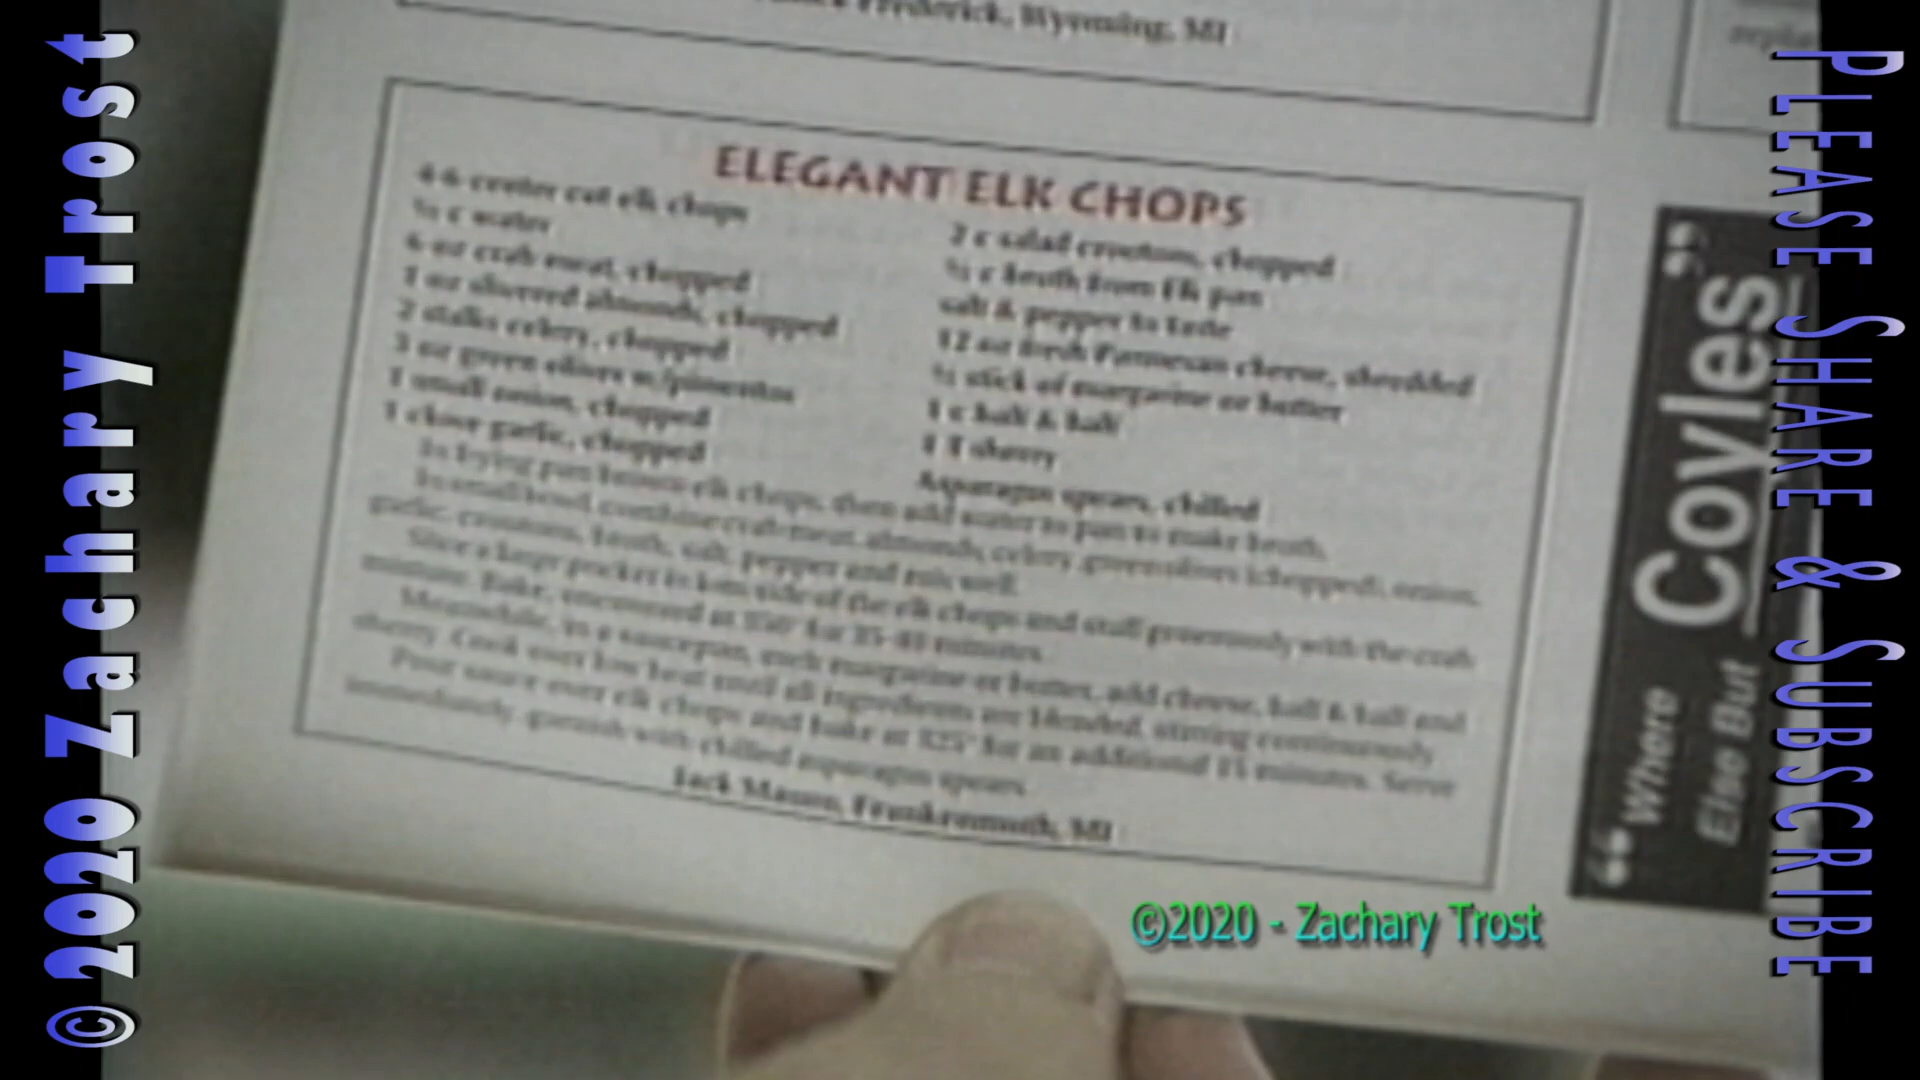 Frederick, Wyoming, MI
ELEGANT ELK CHOPS
4-6 center cut elk chops
c water
6 oz crab meat, chopped
1 oz slivered almonds, chopped
2 stalks celery, chopped
3 oz green olives w/pimentos
1 small onion, chopped
1 clove garlic, chopped
2 c salad croutons, chopped
c broth from Elk pan
salt & pepper to taste
12 oz fresh Parmesan cheese, shredded
stick of margarine or butter
1 c half & half
1 T sherry
Asparagus spears, chilled
In frying pan brown elk chops, then add water to pan to make broth.
In small bowl, combine crab meat, almonds, celery, green olives (chopped), onion,
garlic, croutons, broth, salt, pepper and mix well.
Slice a large pocket in side of the elk chops and stuff generously with the crab
mixture. Bake, uncovered at 350° for 35-40 minutes.
Meanwhile, in a saucepan, melt margarine or butter, add cheese, half & half and
sherry. Cook over low heat until all ingredients are blended, stirring continuously.
Pour sauce over elk chops and bake at 325° for an additional 15 minutes. Serve
immediately, garnish with chilled asparagus spears.
Jack Mason, Frankenmuth, MI
"Where
Else But
Coyles"
©2020 - Zachary Trost
© 2020 Zachary Trost
Please Share & Subscribe